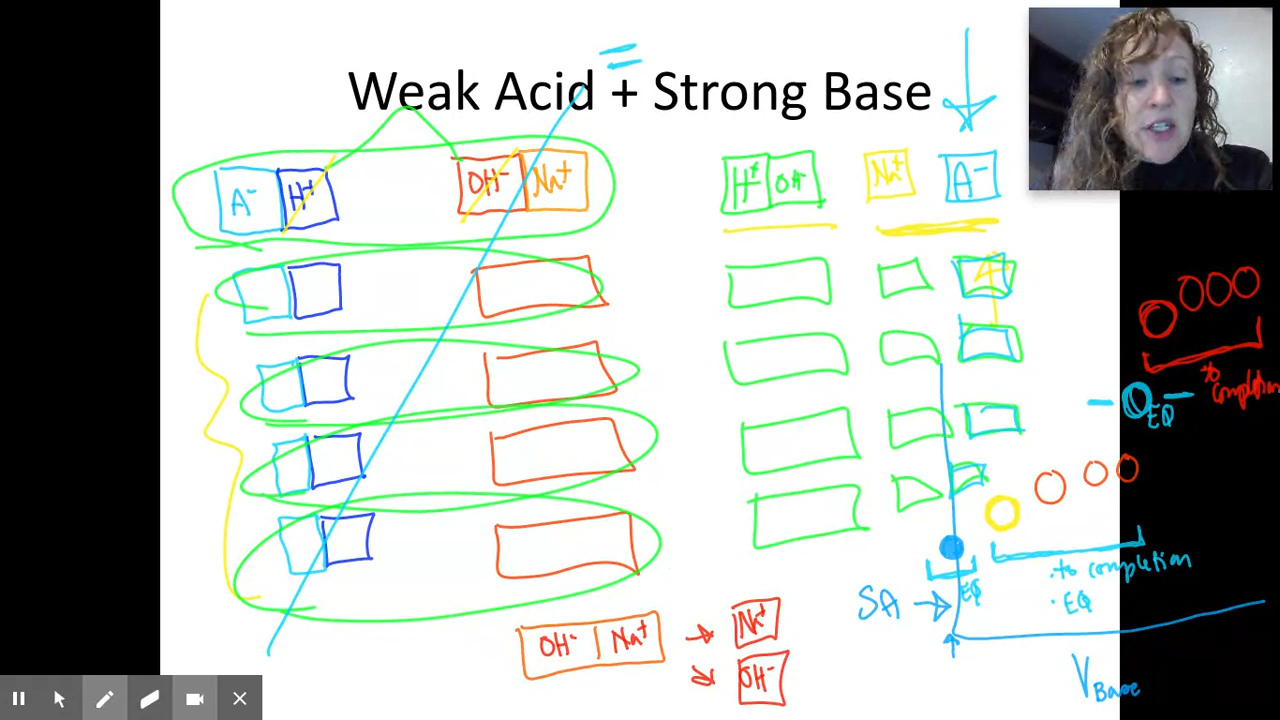 Weak Acid + Strong Base
A⁻ H⁺ OH⁻ Na⁺ H⁺ OH⁻ Na⁺ A⁻
to completion
EQ
EQ
· to completion
· EQ
SA →
OH⁻ | Na⁺ → Na⁺
OH⁻
V Base